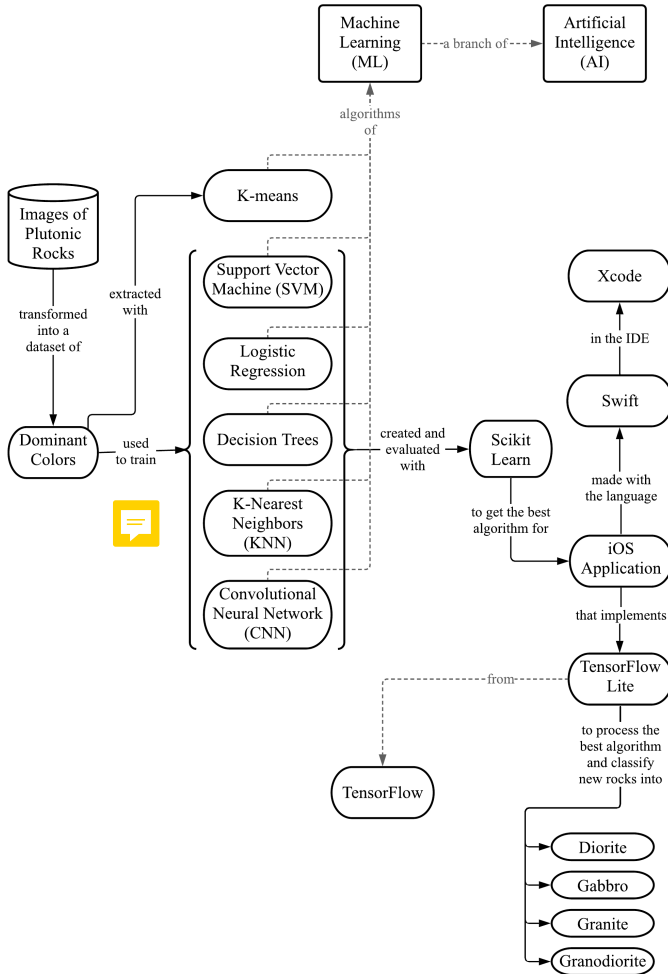 Machine
Learning
(ML)
a branch of
Artificial
Intelligence
(AI)
algorithms
of
K-means
Images of
Plutonic
Rocks
extracted
with
transformed
into a
dataset of
Dominant
Colors
used
to train
Support Vector
Machine (SVM)
Logistic
Regression
Decision Trees
K-Nearest
Neighbors
(KNN)
Convolutional
Neural Network
(CNN)
created and
evaluated
with
Scikit
Learn
to get the best
algorithm for
Xcode
in the IDE
Swift
made with
the language
iOS
Application
that implements
TensorFlow
Lite
from
TensorFlow
to process the
best algorithm
and classify
new rocks into
Diorite
Gabbro
Granite
Granodiorite